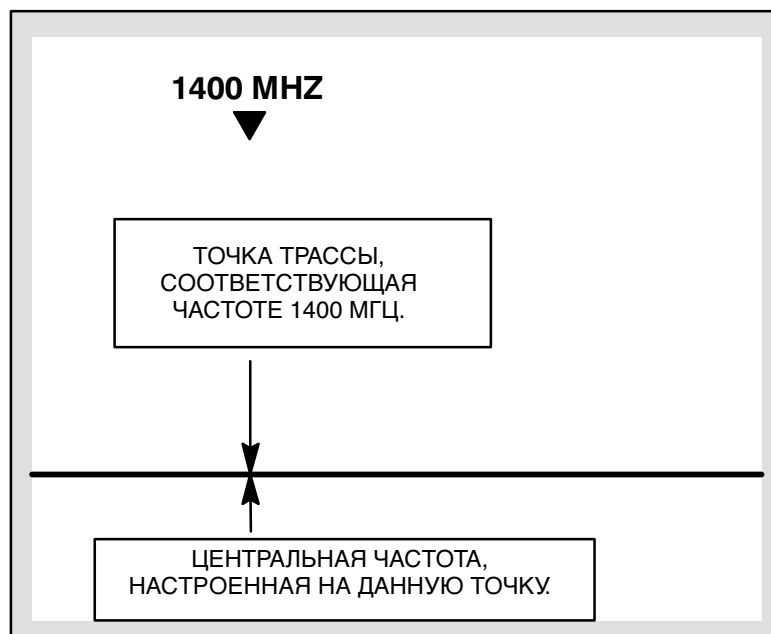 1400 MHZ
ТОЧКА ТРАССЫ,
СООТВЕТСТВУЮЩАЯ
ЧАСТОТЕ 1400 МГЦ.
ЦЕНТРАЛЬНАЯ ЧАСТОТА,
НАСТРОЕННАЯ НА ДАННУЮ ТОЧКУ.